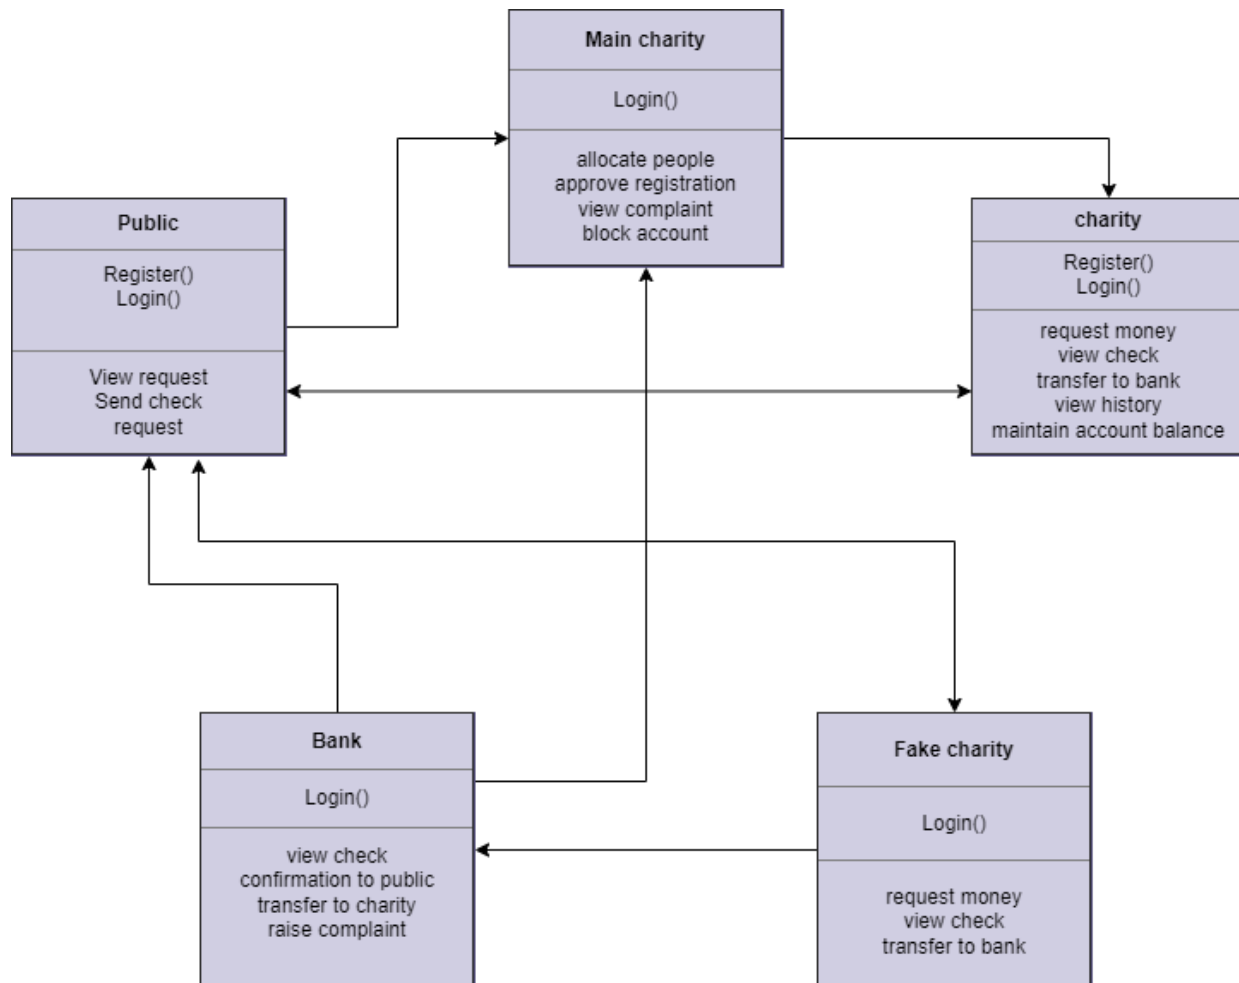 Main charity
Login()
allocate people
approve registration
view complaint
block account
Public
Register()
Login()
View request
Send check
request
charity
Register()
Login()
request money
view check
transfer to bank
view history
maintain account balance
Bank
Login()
view check
confirmation to public
transfer to charity
raise complaint
Fake charity
Login()
request money
view check
transfer to bank